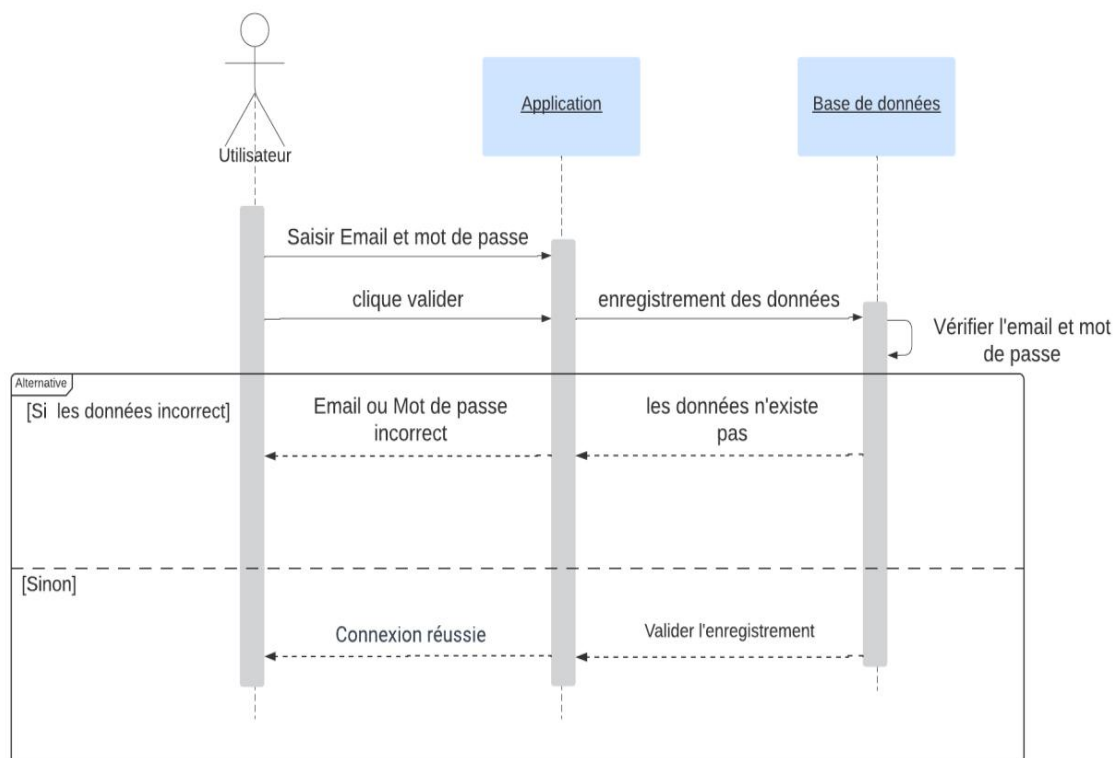 Utilisateur
Application
Base de données
Saisir Email et mot de passe
clique valider
enregistrement des données
Vérifier l'email et mot
de passe
Alternative
[Si les données incorrect]
Email ou Mot de passe
incorrect
les données n'existe
pas
[Sinon]
Connexion réussie
Valider l'enregistrement